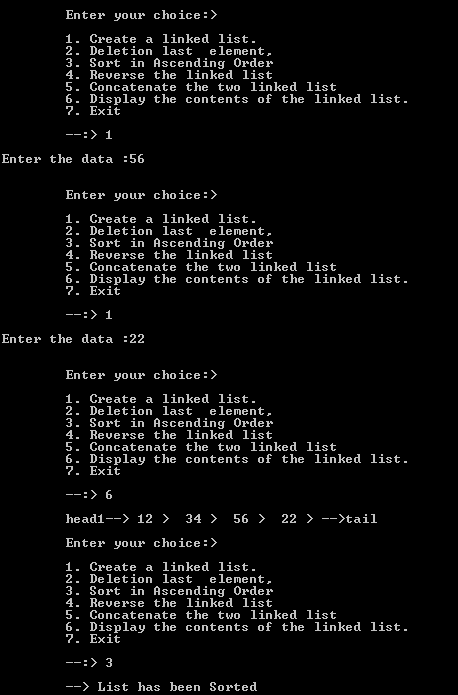 Enter your choice:>
1. Create a linked list.
2. Deletion last  element,
3. Sort in Ascending Order
4. Reverse the linked list
5. Concatenate the two linked list
6. Display the contents of the linked list.
7. Exit
--:> 1
Enter the data :56
Enter your choice:>
1. Create a linked list.
2. Deletion last  element,
3. Sort in Ascending Order
4. Reverse the linked list
5. Concatenate the two linked list
6. Display the contents of the linked list.
7. Exit
--:> 1
Enter the data :22
Enter your choice:>
1. Create a linked list.
2. Deletion last  element,
3. Sort in Ascending Order
4. Reverse the linked list
5. Concatenate the two linked list
6. Display the contents of the linked list.
7. Exit
--:> 6
head1--> 12 >  34 >  56 >  22 > -->tail
Enter your choice:>
1. Create a linked list.
2. Deletion last  element,
3. Sort in Ascending Order
4. Reverse the linked list
5. Concatenate the two linked list
6. Display the contents of the linked list.
7. Exit
--:> 3
--> List has been Sorted